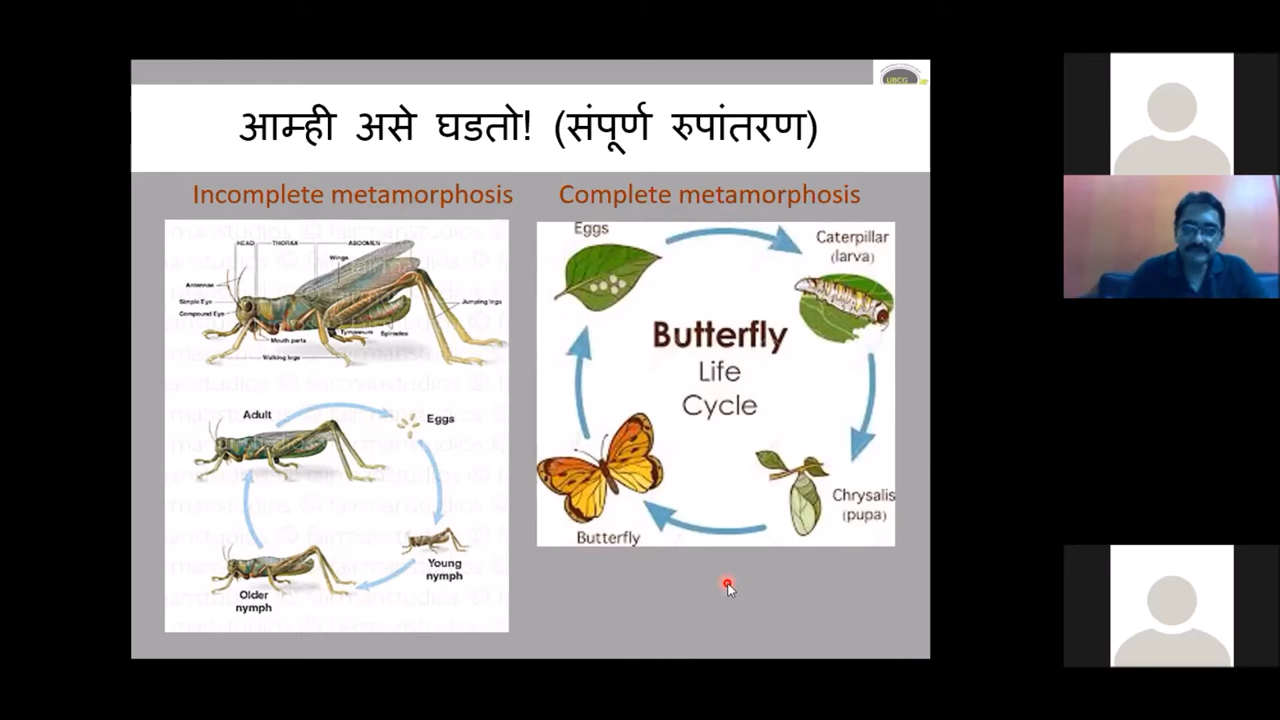 UBCG
आम्ही असे घडतो! (संपूर्ण रुपांतरण)
Incomplete metamorphosis
Complete metamorphosis
HEAD THORAX ABDOMEN
Wings
Antennae
Simple Eye
Compound Eye
Jumping legs
Tympanum Spiracles
Mouth parts
Walking legs
Adult
Eggs
Young
nymph
Older
nymph
Eggs
Caterpillar
(larva)
Butterfly
Life
Cycle
Chrysalis
(pupa)
Butterfly